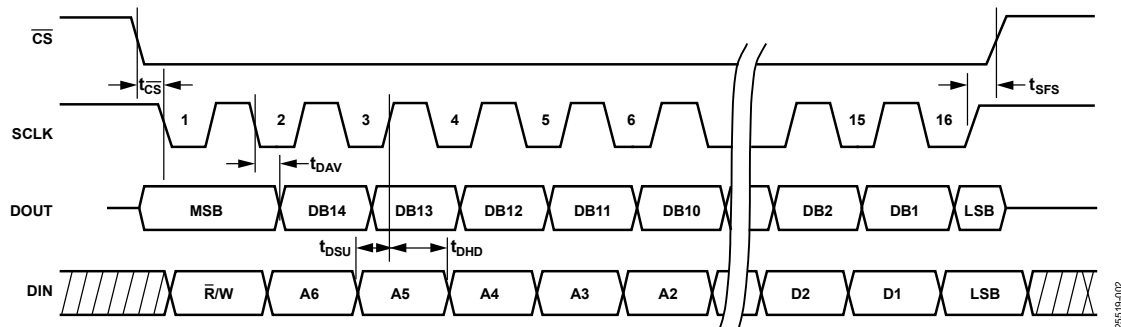 CS
tCS
tSFS
SCLK 1 2 3 4 5 6 15 16
tDAV
DOUT MSB DB14 DB13 DB12 DB11 DB10 DB2 DB1 LSB
tDSU tDHD
DIN R/W A6 A5 A4 A3 A2 D2 D1 LSB
25519-002